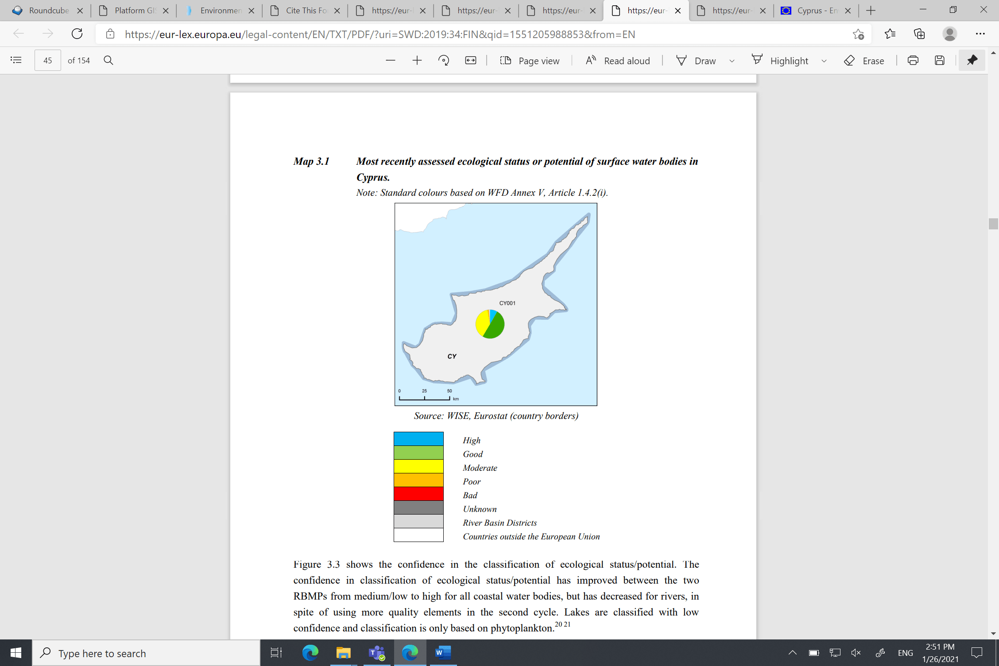 Roundcube
Platform GIS
Environmen
Cite This Fo
https://eur-
https://eur-
https://eur-
https://eur-
https://eur-
Cyprus - En
https://eur-lex.europa.eu/legal-content/EN/TXT/PDF/?uri=SWD:2019:34:FIN&qid=1551205988853&from=EN
45 of 154
Page view
Read aloud
Draw
Highlight
Erase
Map 3.1 Most recently assessed ecological status or potential of surface water bodies in
Cyprus.
Note: Standard colours based on WFD Annex V, Article 1.4.2(i).
CY001
CY
0 25 50
km
Source: WISE, Eurostat (country borders)
High
Good
Moderate
Poor
Bad
Unknown
River Basin Districts
Countries outside the European Union
Figure 3.3 shows the confidence in the classification of ecological status/potential. The
confidence in classification of ecological status/potential has improved between the two
RBMPs from medium/low to high for all coastal water bodies, but has decreased for rivers, in
spite of using more quality elements in the second cycle. Lakes are classified with low
confidence and classification is only based on phytoplankton.20 21
Type here to search
ENG
2:51 PM
1/26/2021